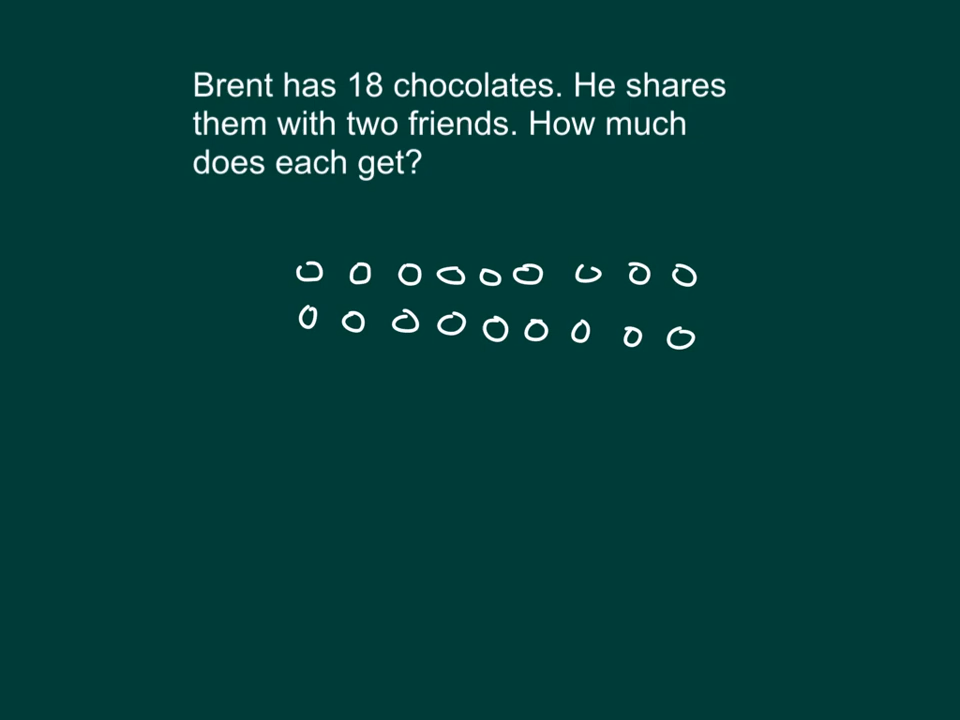 Brent has 18 chocolates. He shares
them with two friends. How much
does each get?